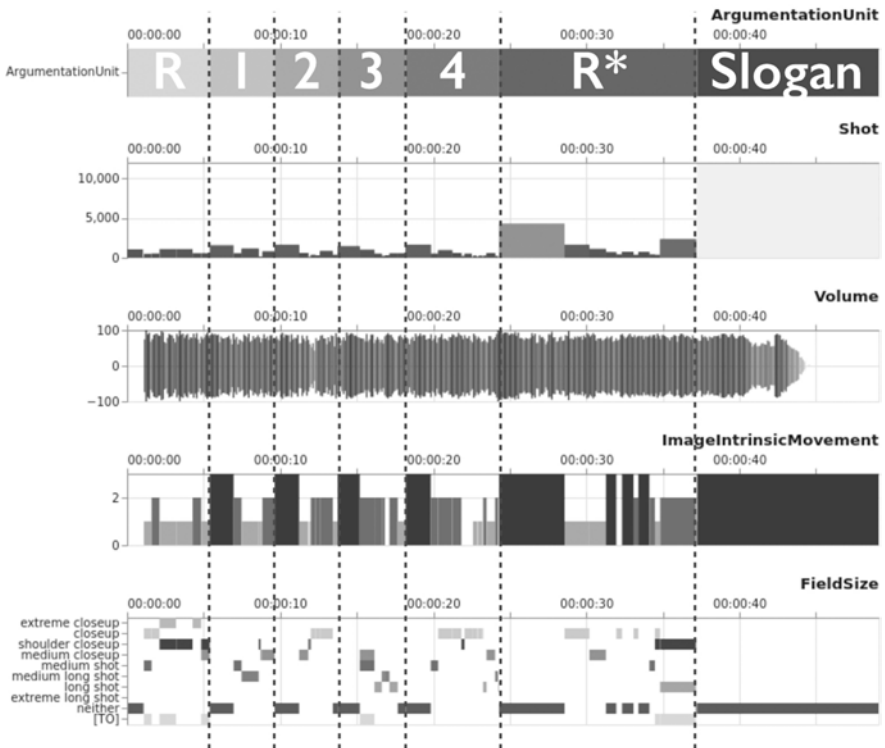 ArgumentationUnit
00:00:00 00:00:10 00:00:20 00:00:30 00:00:40
ArgumentationUnit R 1 2 3 4 R* Slogan
Shot
00:00:00 00:00:10 00:00:20 00:00:30 00:00:40
10,000
5,000
0
Volume
00:00:00 00:00:10 00:00:20 00:00:30 00:00:40
100
0
−100
ImageIntrinsicMovement
00:00:00 00:00:10 00:00:20 00:00:30 00:00:40
2
0
FieldSize
00:00:00 00:00:10 00:00:20 00:00:30 00:00:40
extreme closeup
closeup
shoulder closeup
medium closeup
medium shot
medium long shot
long shot
extreme long shot
neither
[TO]